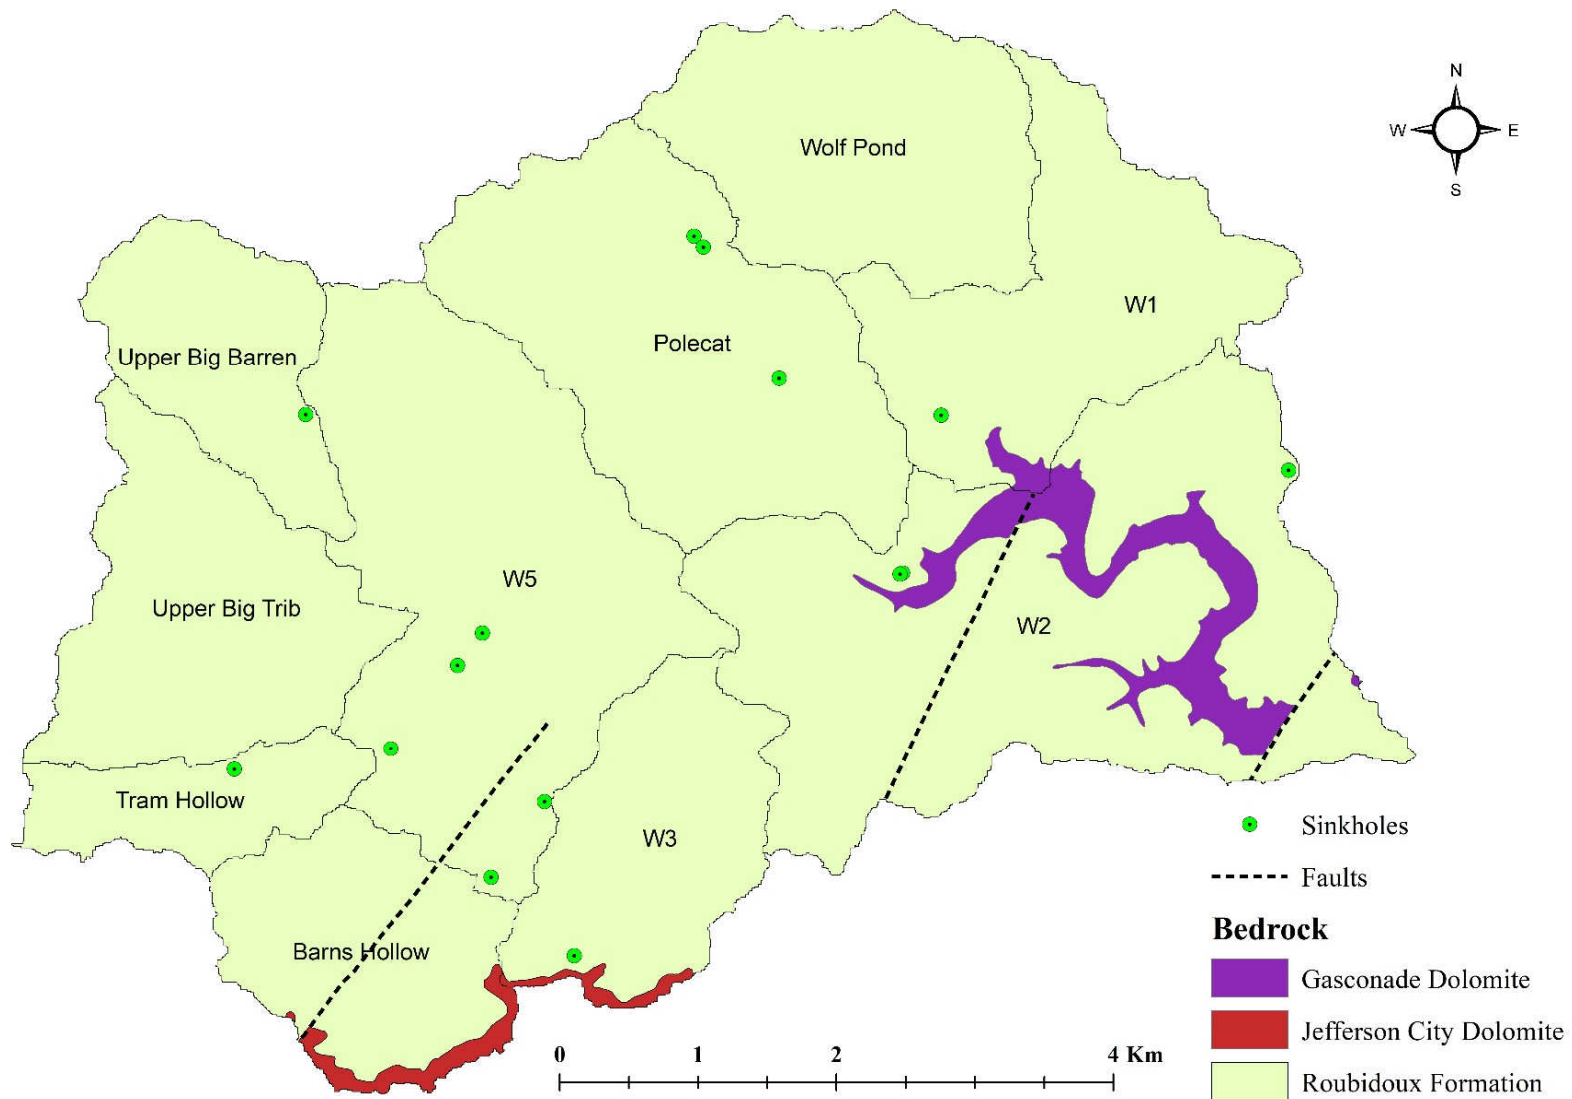 N
W E
S
Wolf Pond
W1
Polecat
Upper Big Barren
W5
Upper Big Trib
W2
Tram Hollow
W3
Barns Hollow
Sinkholes
Faults
Bedrock
Gasconade Dolomite
Jefferson City Dolomite
Roubidoux Formation
0 1 2 4 Km